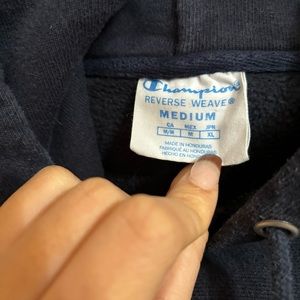 Champion
REVERSE WEAVE®
MEDIUM
CA MEX JPN
M/M M XL
MADE IN HONDURAS
FABRIQUÉ AU HONDURAS
HECHO EN HONDURAS